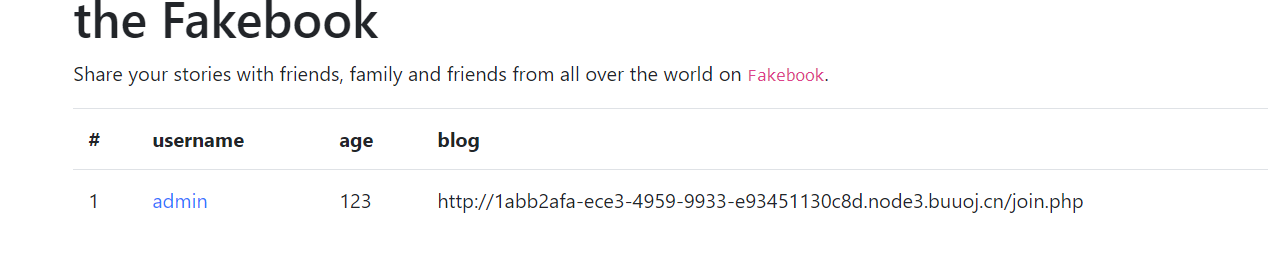 the Fakebook
Share your stories with friends, family and friends from all over the world on Fakebook.
# username age blog
1 admin 123 http://1abb2afa-ece3-4959-9933-e93451130c8d.node3.buuoj.cn/join.php